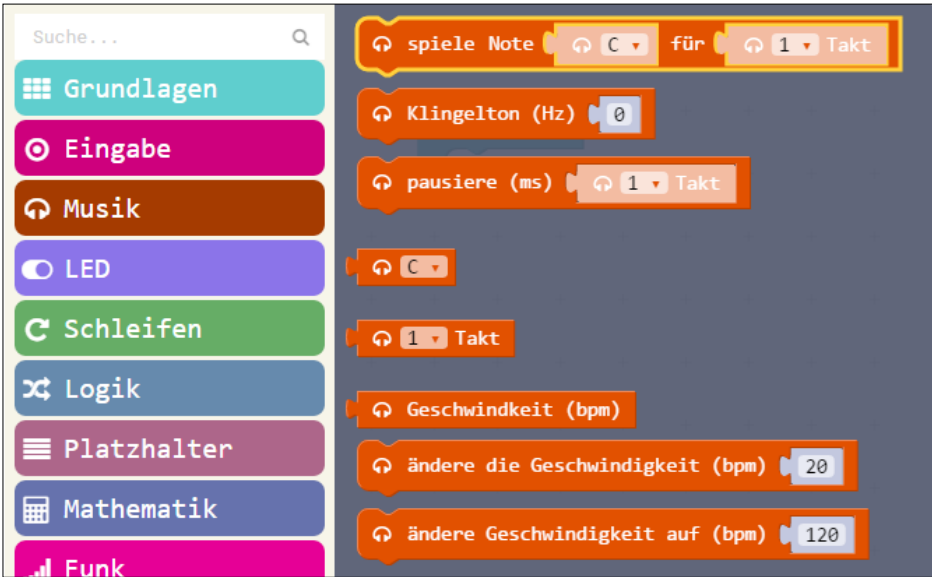 Suche...
Grundlagen
Eingabe
Musik
LED
Schleifen
Logik
Platzhalter
Mathematik
Funk
spiele Note C für 1 Takt
Klingelton (Hz) 0
pausiere (ms) 1 Takt
C
1 Takt
Geschwindkeit (bpm)
ändere die Geschwindigkeit (bpm) 20
ändere Geschwindigkeit auf (bpm) 120